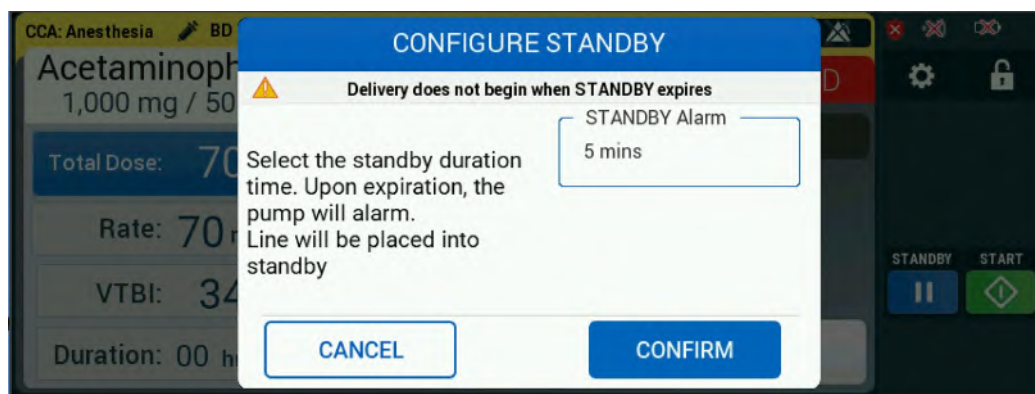 CCA: Anesthesia BD
CONFIGURE STANDBY
Acetaminoph
1,000 mg / 50
D
Delivery does not begin when STANDBY expires
STANDBY Alarm
5 mins
Select the standby duration
time. Upon expiration, the
pump will alarm.
Line will be placed into
standby
Total Dose: 70
Rate: 70
VTBI: 34
Duration: 00 h
STANDBY START
CANCEL
CONFIRM